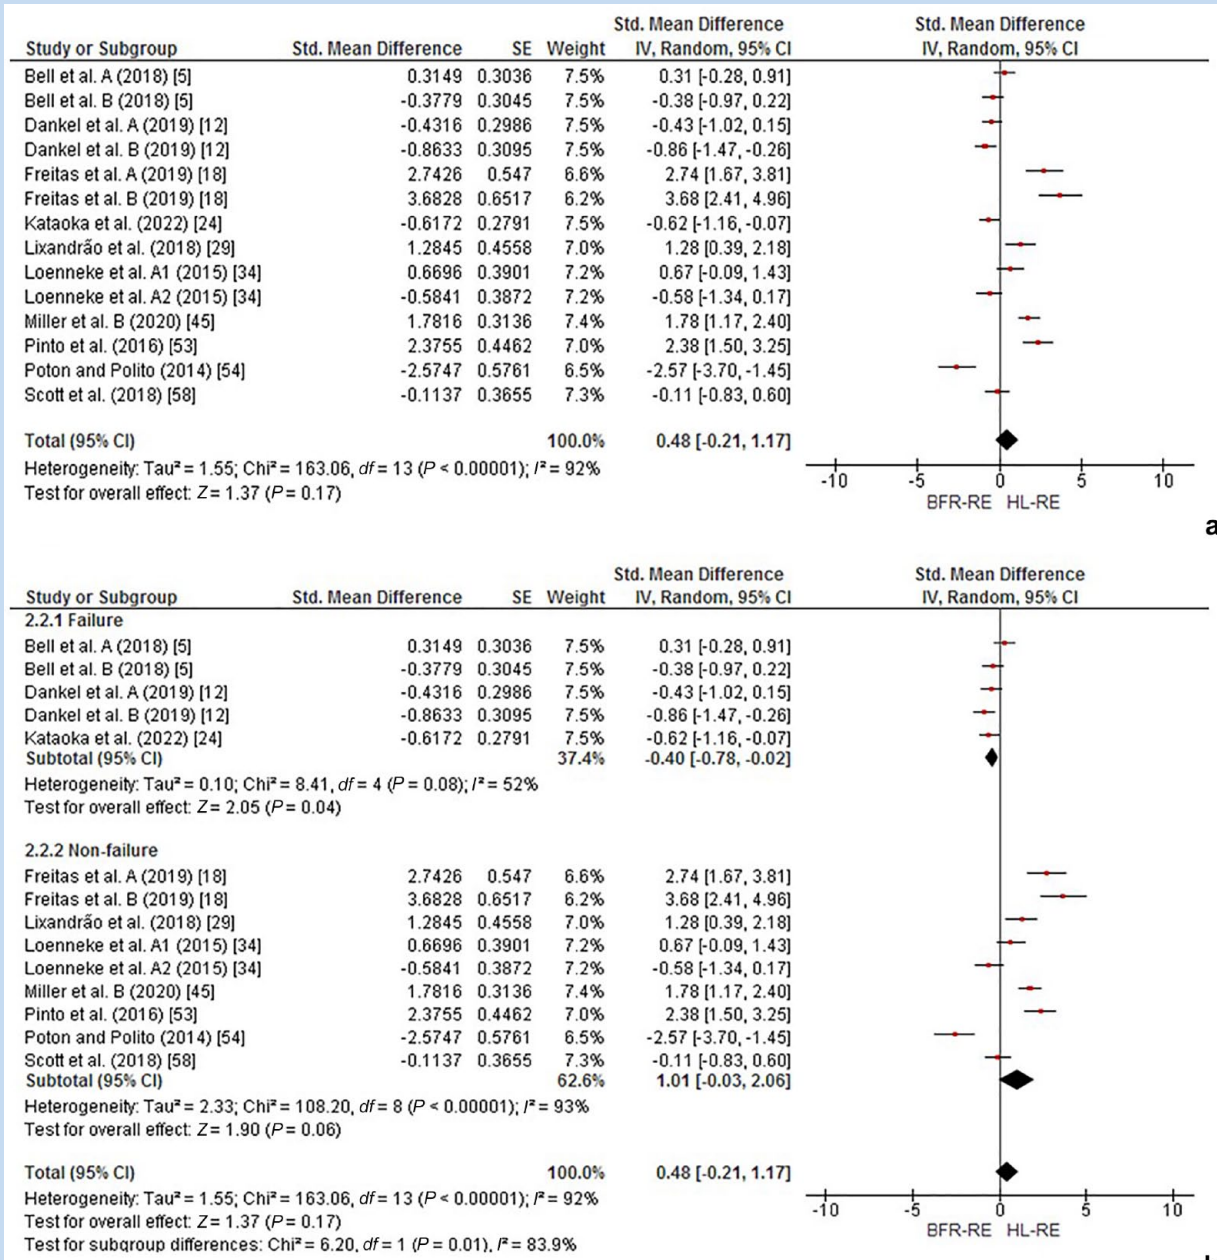 Std. Mean Difference Std. Mean Difference
Study or Subgroup Std. Mean Difference SE Weight IV, Random, 95% CI IV, Random, 95% CI
Bell et al. A (2018) [5] 0.3149 0.3036 7.5% 0.31 [-0.28, 0.91]
Bell et al. B (2018) [5] -0.3779 0.3045 7.5% -0.38 [-0.97, 0.22]
Dankel et al. A (2019) [12] -0.4316 0.2986 7.5% -0.43 [-1.02, 0.15]
Dankel et al. B (2019) [12] -0.8633 0.3095 7.5% -0.86 [-1.47, -0.26]
Freitas et al. A (2019) [18] 2.7426 0.547 6.6% 2.74 [1.67, 3.81]
Freitas et al. B (2019) [18] 3.6828 0.6517 6.2% 3.68 [2.41, 4.96]
Kataoka et al. (2022) [24] -0.6172 0.2791 7.5% -0.62 [-1.16, -0.07]
Lixandrão et al. (2018) [29] 1.2845 0.4558 7.0% 1.28 [0.39, 2.18]
Loenneke et al. A1 (2015) [34] 0.6696 0.3901 7.2% 0.67 [-0.09, 1.43]
Loenneke et al. A2 (2015) [34] -0.5841 0.3872 7.2% -0.58 [-1.34, 0.17]
Miller et al. B (2020) [45] 1.7816 0.3136 7.4% 1.78 [1.17, 2.40]
Pinto et al. (2016) [53] 2.3755 0.4462 7.0% 2.38 [1.50, 3.25]
Poton and Polito (2014) [54] -2.5747 0.5761 6.5% -2.57 [-3.70, -1.45]
Scott et al. (2018) [58] -0.1137 0.3655 7.3% -0.11 [-0.83, 0.60]
Total (95% CI) 100.0% 0.48 [-0.21, 1.17]
Heterogeneity: Tau² = 1.55; Chi² = 163.06, df = 13 (P < 0.00001); I² = 92%
Test for overall effect: Z = 1.37 (P = 0.17)
-10 -5 0 5 10
BFR-RE HL-RE
a
Std. Mean Difference Std. Mean Difference
Study or Subgroup Std. Mean Difference SE Weight IV, Random, 95% CI IV, Random, 95% CI
2.2.1 Failure
Bell et al. A (2018) [5] 0.3149 0.3036 7.5% 0.31 [-0.28, 0.91]
Bell et al. B (2018) [5] -0.3779 0.3045 7.5% -0.38 [-0.97, 0.22]
Dankel et al. A (2019) [12] -0.4316 0.2986 7.5% -0.43 [-1.02, 0.15]
Dankel et al. B (2019) [12] -0.8633 0.3095 7.5% -0.86 [-1.47, -0.26]
Kataoka et al. (2022) [24] -0.6172 0.2791 7.5% -0.62 [-1.16, -0.07]
Subtotal (95% CI) 37.4% -0.40 [-0.78, -0.02]
Heterogeneity: Tau² = 0.10; Chi² = 8.41, df = 4 (P = 0.08); I² = 52%
Test for overall effect: Z = 2.05 (P = 0.04)
2.2.2 Non-failure
Freitas et al. A (2019) [18] 2.7426 0.547 6.6% 2.74 [1.67, 3.81]
Freitas et al. B (2019) [18] 3.6828 0.6517 6.2% 3.68 [2.41, 4.96]
Lixandrão et al. (2018) [29] 1.2845 0.4558 7.0% 1.28 [0.39, 2.18]
Loenneke et al. A1 (2015) [34] 0.6696 0.3901 7.2% 0.67 [-0.09, 1.43]
Loenneke et al. A2 (2015) [34] -0.5841 0.3872 7.2% -0.58 [-1.34, 0.17]
Miller et al. B (2020) [45] 1.7816 0.3136 7.4% 1.78 [1.17, 2.40]
Pinto et al. (2016) [53] 2.3755 0.4462 7.0% 2.38 [1.50, 3.25]
Poton and Polito (2014) [54] -2.5747 0.5761 6.5% -2.57 [-3.70, -1.45]
Scott et al. (2018) [58] -0.1137 0.3655 7.3% -0.11 [-0.83, 0.60]
Subtotal (95% CI) 62.6% 1.01 [-0.03, 2.06]
Heterogeneity: Tau² = 2.33; Chi² = 108.20, df = 8 (P < 0.00001); I² = 93%
Test for overall effect: Z = 1.90 (P = 0.06)
Total (95% CI) 100.0% 0.48 [-0.21, 1.17]
Heterogeneity: Tau² = 1.55; Chi² = 163.06, df = 13 (P < 0.00001); I² = 92%
Test for overall effect: Z = 1.37 (P = 0.17)
Test for subgroup differences: Chi² = 6.20, df = 1 (P = 0.01), I² = 83.9%
-10 -5 0 5 10
BFR-RE HL-RE